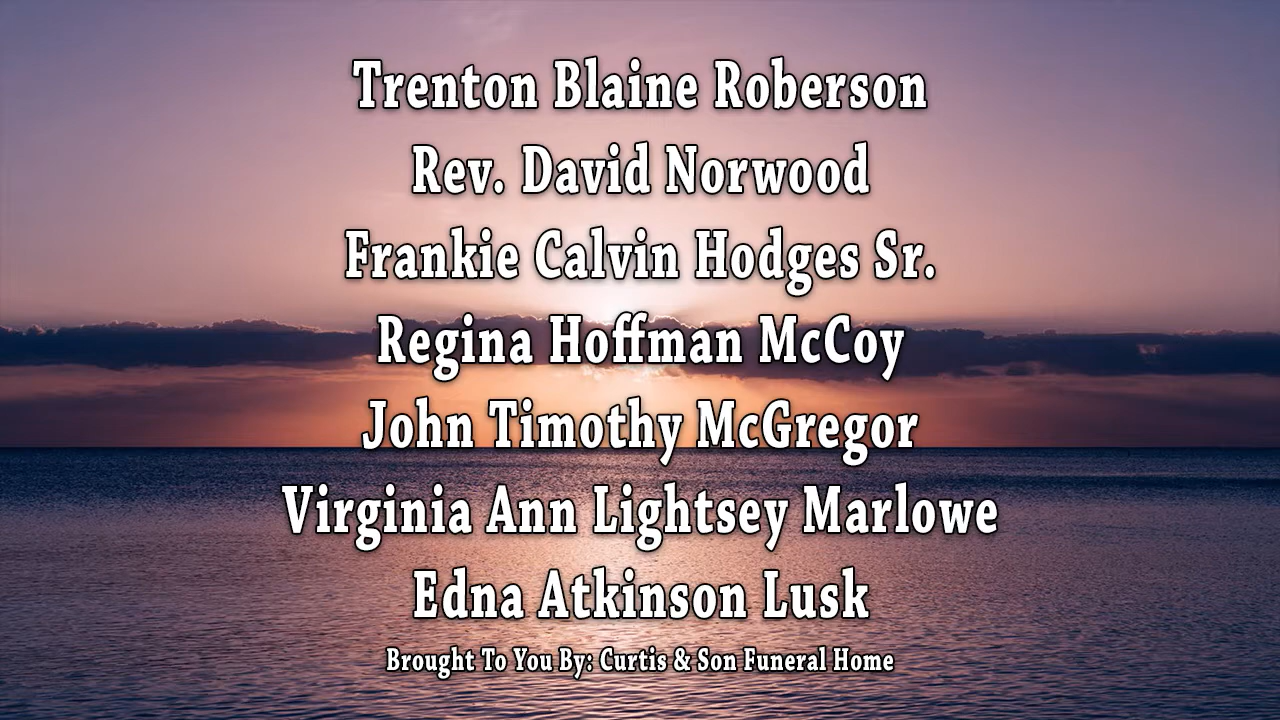 Trenton Blaine Roberson
Rev. David Norwood
Frankie Calvin Hodges Sr.
Regina Hoffman McCoy
John Timothy McGregor
Virginia Ann Lightsey Marlowe
Edna Atkinson Lusk
Brought To You By: Curtis & Son Funeral Home